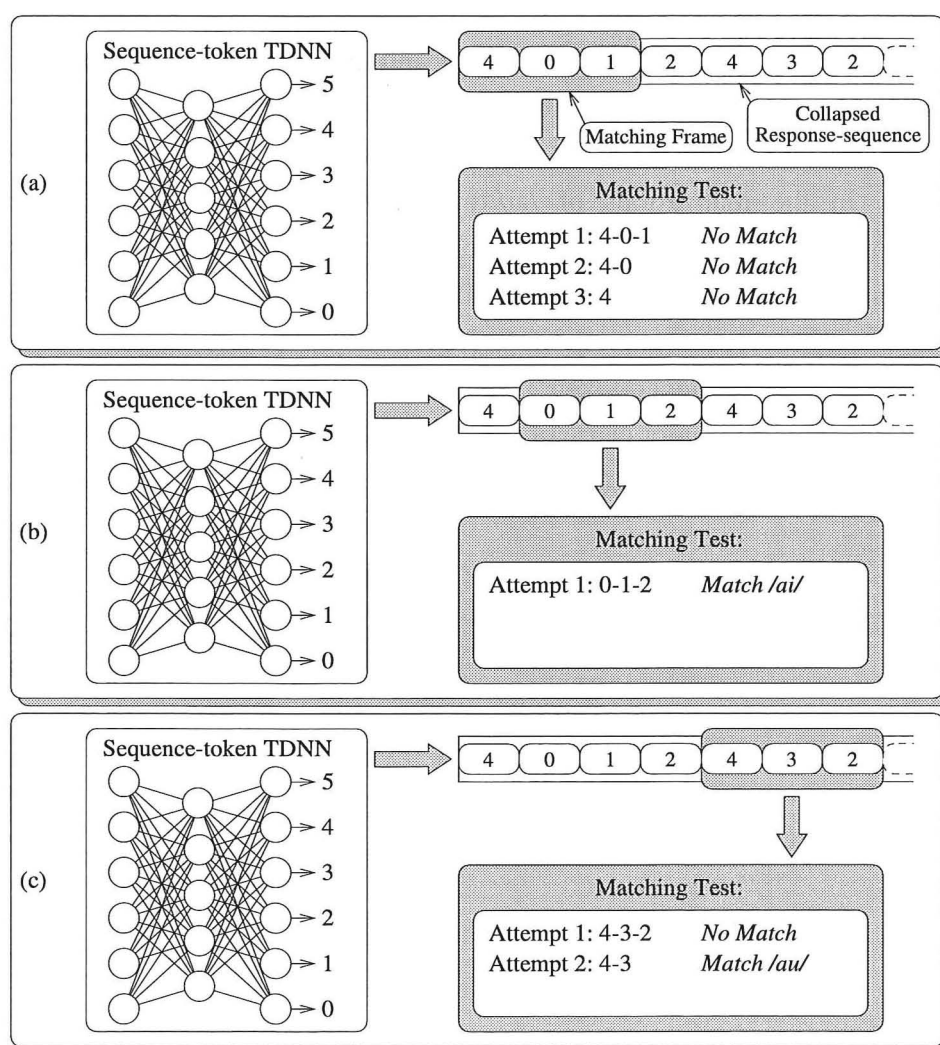 (a)
Sequence-token TDNN
5
4
3
2
1
0
4 0 1 2 4 3 2
Matching Frame
Collapsed
Response-sequence
Matching Test:
Attempt 1: 4-0-1 No Match
Attempt 2: 4-0 No Match
Attempt 3: 4 No Match
(b)
Sequence-token TDNN
5
4
3
2
1
0
4 0 1 2 4 3 2
Matching Test:
Attempt 1: 0-1-2 Match /ai/
(c)
Sequence-token TDNN
5
4
3
2
1
0
4 0 1 2 4 3 2
Matching Test:
Attempt 1: 4-3-2 No Match
Attempt 2: 4-3 Match /au/